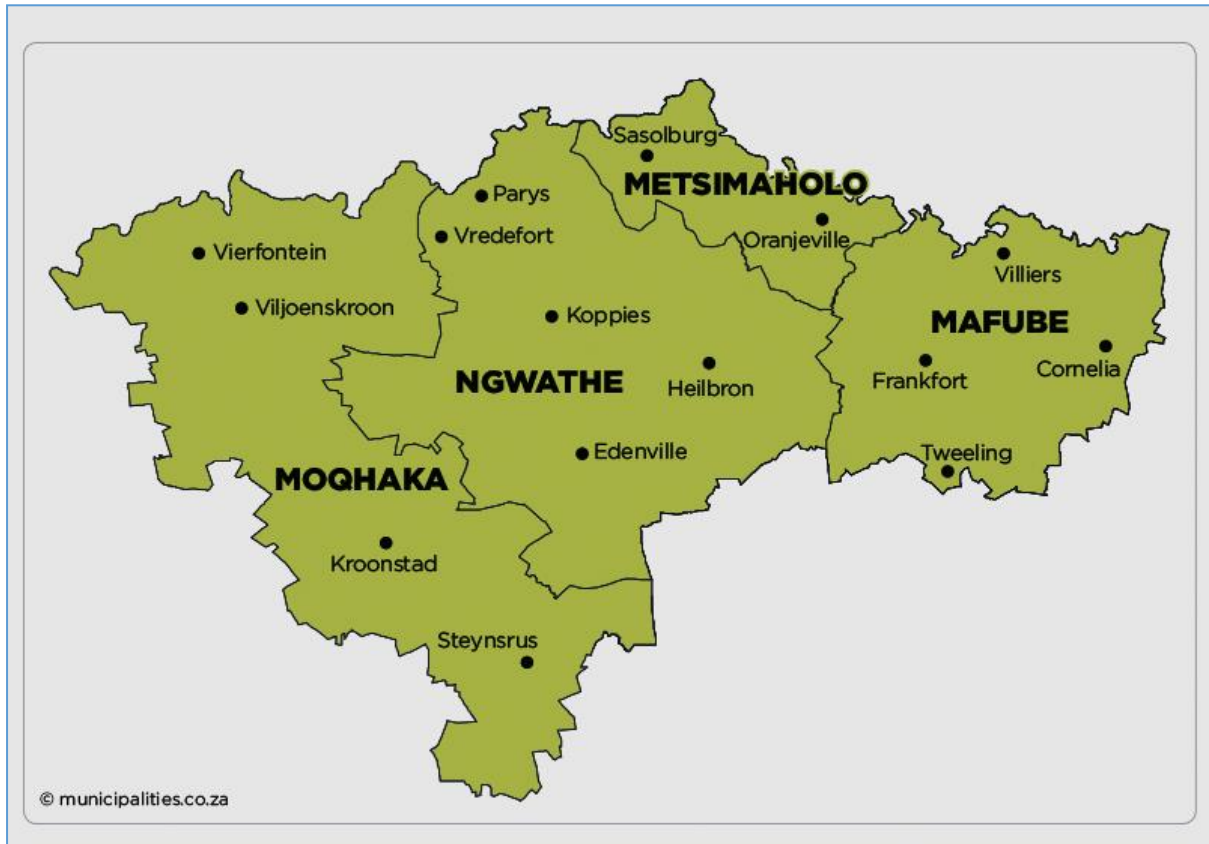 Sasolburg
METSIMAHOLO
Parys
Vredefort
Oranjeville
Vierfontein
Villiers
Viljoenskroon
Koppies
MAFUBE
NGWATHE
Heilbron
Frankfort
Cornelia
Edenville
Tweeling
MOQHAKA
Kroonstad
Steynsrus
© municipalities.co.za